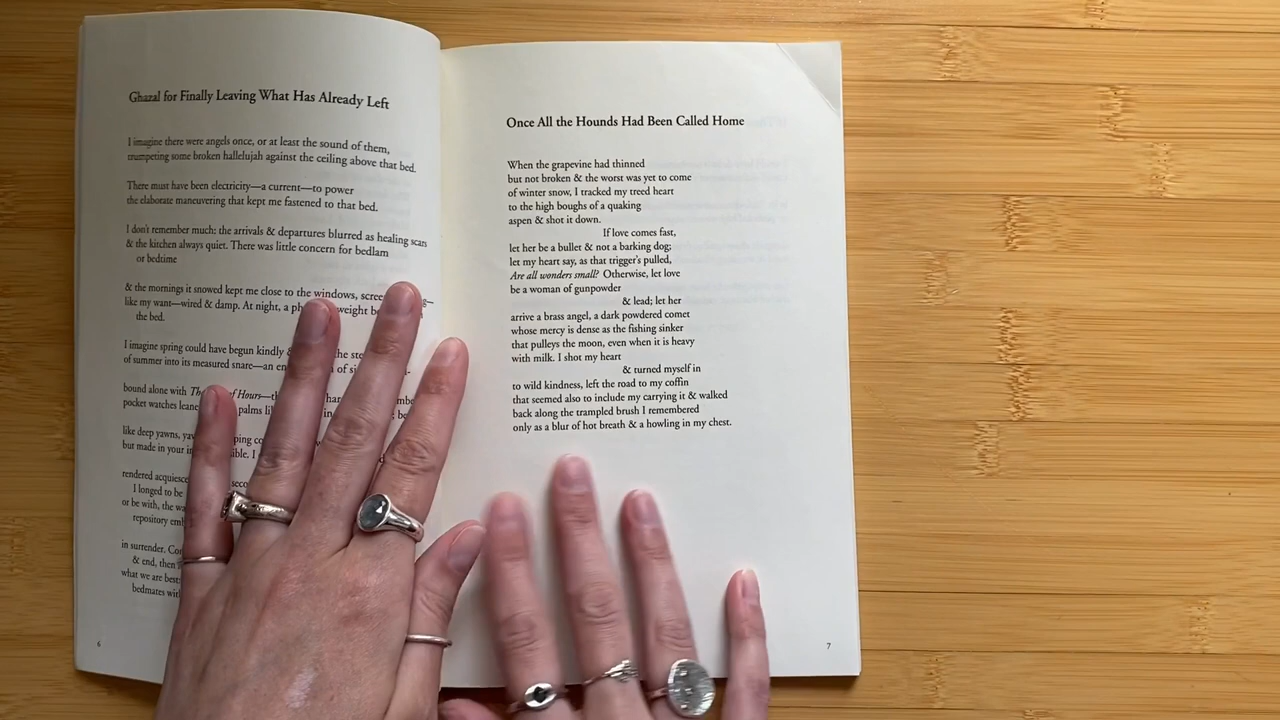 Ghazal for Finally Leaving What Has Already Left
I imagine there were angels once, or at least the sound of them,
trumpeting some broken hallelujah against the ceiling above that bed.
There must have been electricity—a current—to power
the elaborate maneuvering that kept me fastened to that bed.
I don't remember much: the arrivals & departures blurred as healing scars
& the kitchen always quiet. There was little concern for bedlam
or bedtime
& the mornings it snowed kept me close to the windows,
like my want—wired & damp. At night, a weight
the bed.
I imagine spring could have begun kindly the
of summer into its measured snare—an of
bound alone with of Hours
pocket watches palms in
like deep yawns,
but made in your
rendered
I longed to be
or be with, the
repository
in surrender.
& end, then
what we are
bedmates
6
Once All the Hounds Had Been Called Home
When the grapevine had thinned
but not broken & the worst was yet to come
of winter snow, I tracked my treed heart
to the high boughs of a quaking
aspen & shot it down.
If love comes fast,
let her be a bullet & not a barking dog;
let my heart say, as that trigger's pulled,
Are all wonders small? Otherwise, let love
be a woman of gunpowder
& lead; let her
arrive a brass angel, a dark powdered comet
whose mercy is dense as the fishing sinker
that pulleys the moon, even when it is heavy
with milk. I shot my heart
& turned myself in
to wild kindness, left the road to my coffin
that seemed also to include my carrying it & walked
back along the trampled brush I remembered
only as a blur of hot breath & a howling in my chest.
7